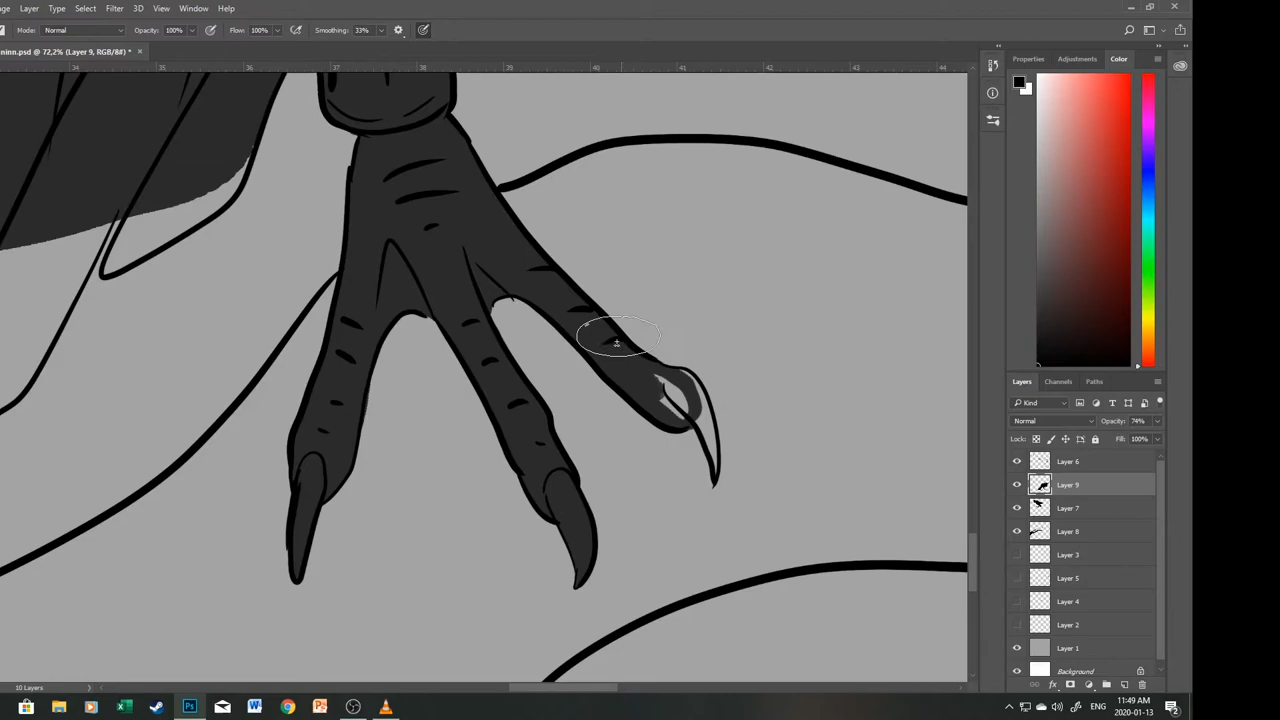 ge Layer Type Select Filter 3D View Window Help
Mode: Normal Opacity: 100% Flow: 100% Smoothing: 33%
ninn.psd @ 72,2% (Layer 9, RGB/8#) *
34 35 36 37 38 39 40 41 42 43 44
Properties Adjustments Color
Layers Channels Paths
Kind
Normal Opacity: 74%
Lock: Fill: 100%
Layer 6
Layer 9
Layer 7
Layer 8
Layer 3
Layer 5
Layer 4
Layer 2
Layer 1
Background
10 Layers
ENG
11:49 AM
2020-01-13
2